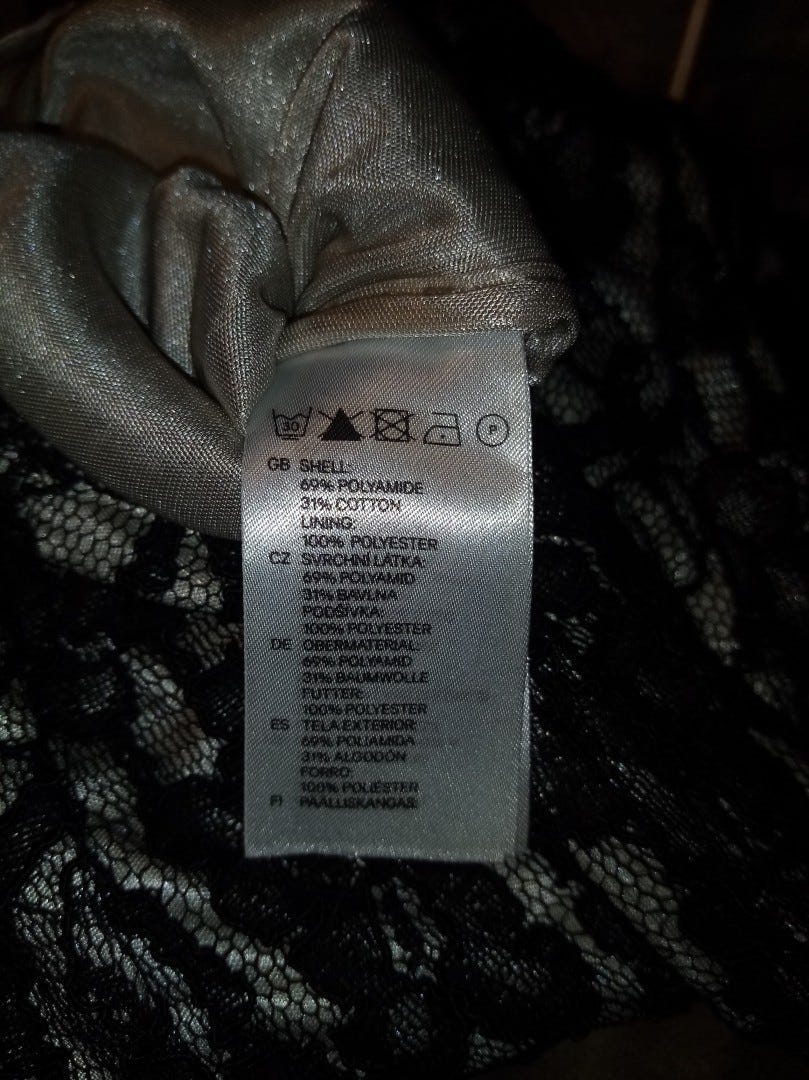 30 P
GB SHELL:
69% POLYAMIDE
31% COTTON
LINING:
100% POLYESTER
CZ SVRCHNÍ LÁTKA:
69% POLYAMID
31% BAVLNA
PODŠÍVKA:
100% POLYESTER
DE OBERMATERIAL:
69% POLYAMID
31% BAUMWOLLE
FUTTER:
100% POLYESTER
ES TELA EXTERIOR:
69% POLIAMIDA
31% ALGODÓN
FORRO:
100% POLIÉSTER
FI PÄÄLLISKANGAS: